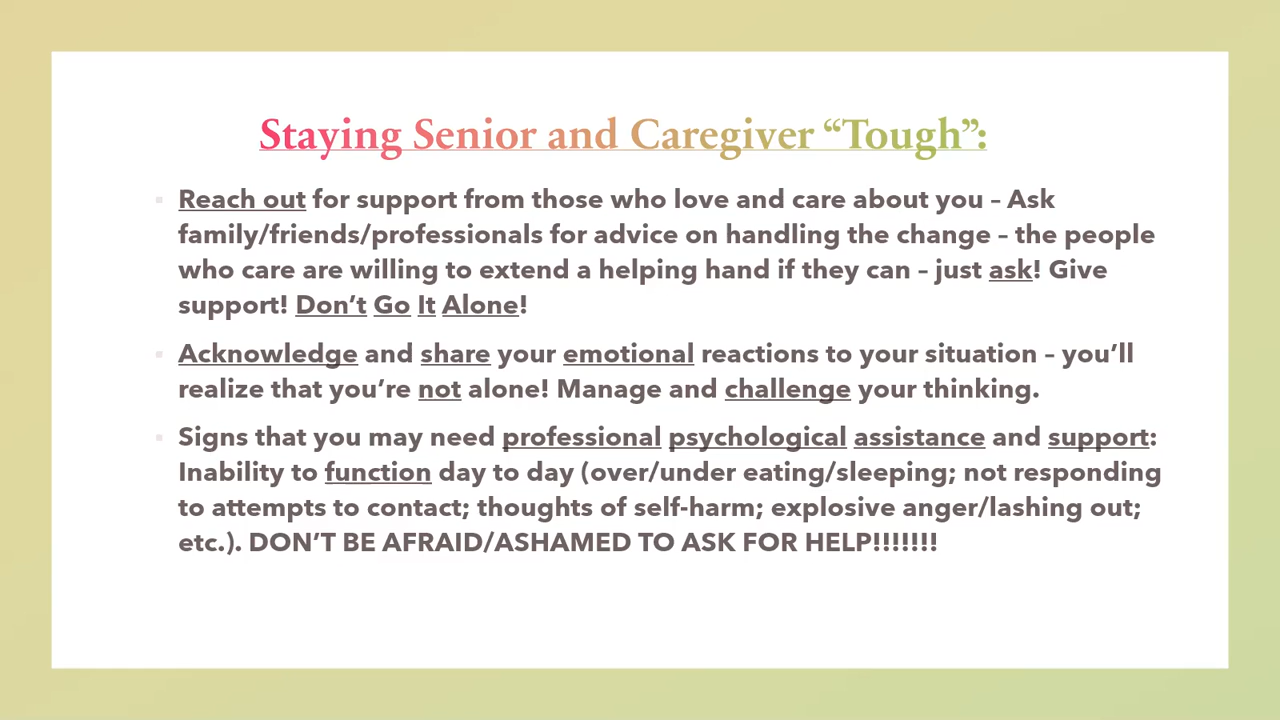 Staying Senior and Caregiver “Tough”:
Reach out for support from those who love and care about you – Ask
family/friends/professionals for advice on handling the change – the people
who care are willing to extend a helping hand if they can – just ask! Give
support! Don’t Go It Alone!
Acknowledge and share your emotional reactions to your situation – you’ll
realize that you’re not alone! Manage and challenge your thinking.
Signs that you may need professional psychological assistance and support:
Inability to function day to day (over/under eating/sleeping; not responding
to attempts to contact; thoughts of self-harm; explosive anger/lashing out;
etc.). DON’T BE AFRAID/ASHAMED TO ASK FOR HELP!!!!!!!